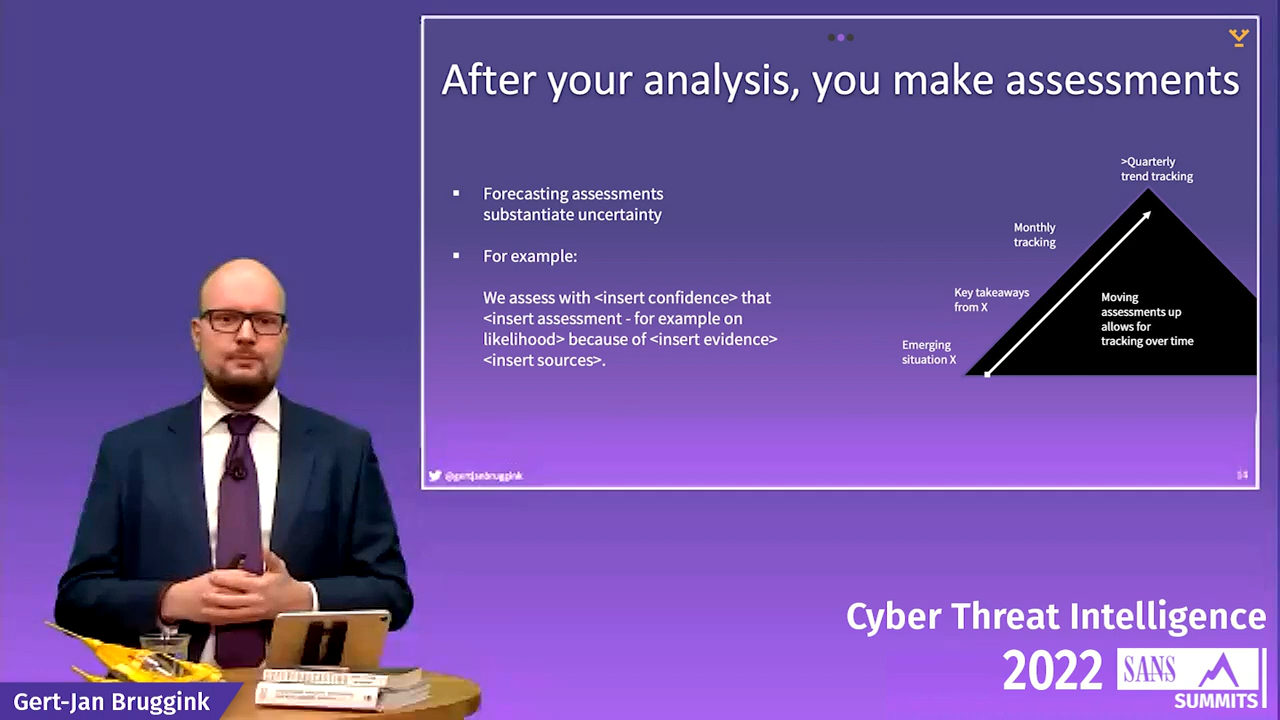 After your analysis, you make assessments
▪ Forecasting assessments
substantiate uncertainty
▪ For example:
We assess with <insert confidence> that
<insert assessment - for example on
likelihood> because of <insert evidence>
<insert sources>.
>Quarterly
trend tracking
Monthly
tracking
Key takeaways
from X
Emerging
situation X
Moving
assessments up
allows for
tracking over time
@gertjanbruggink
Cyber Threat Intelligence
2022
SANS
SUMMITS
Gert-Jan Bruggink